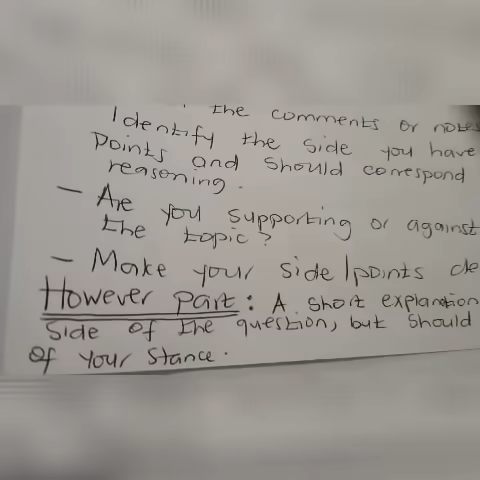 the comments or notes
Identify the side you have
points and should correspond
reasoning.
- Are you supporting or against
the topic?
- Make your side/points de
However part: A short explanation
side of the question, but should
of your stance.